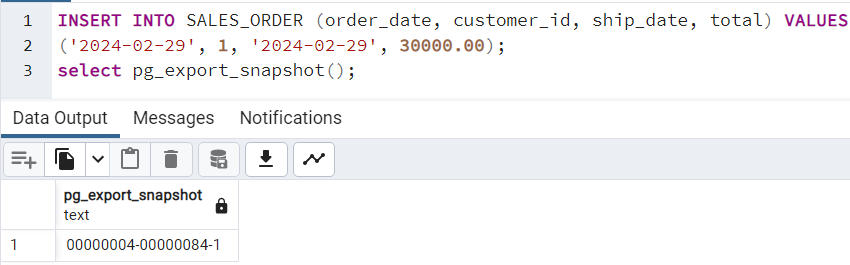 1 INSERT INTO SALES_ORDER (order_date, customer_id, ship_date, total) VALUES
2 ('2024-02-29', 1, '2024-02-29', 30000.00);
3 select pg_export_snapshot();
Data Output Messages Notifications
pg_export_snapshot
text
1 00000004-00000084-1